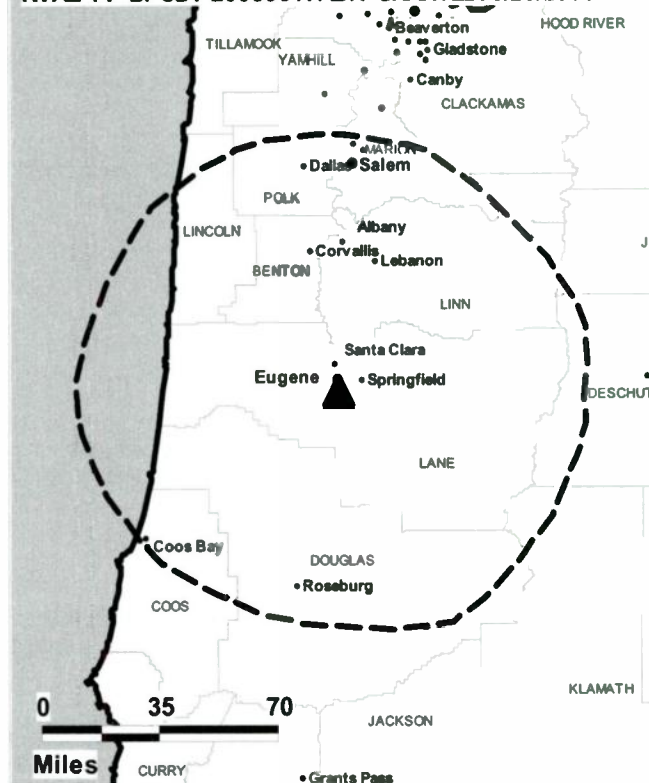 HOOD RIVER
Beaverton
TILLAMOOK
Gladstone
YAMHILL
Canby
CLACKAMAS
MARION
Dallas Salem
POLK
Albany
LINCOLN
Corvallis
Lebanon
BENTON
LINN
Santa Clara
Eugene
Springfield
DESCHUT
LANE
Coos Bay
DOUGLAS
Roseburg
COOS
KLAMATH
0 35 70
JACKSON
Miles
CURRY
Grants Pass